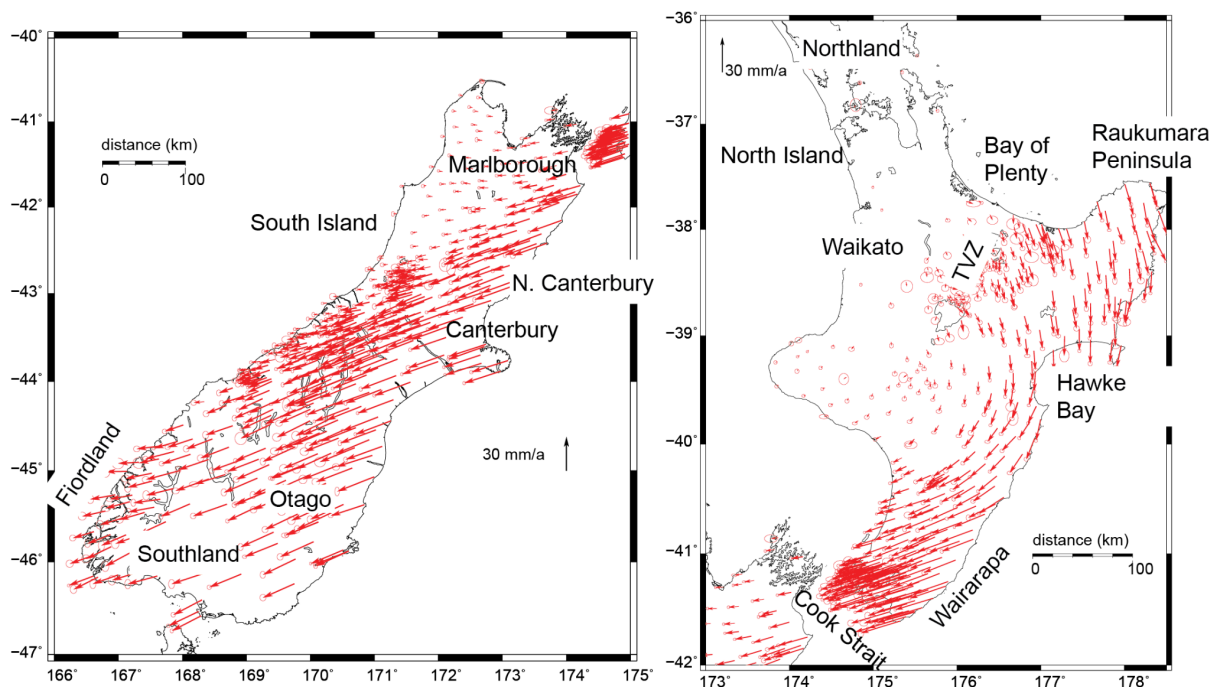 −40°
−41°
−42°
−43°
−44°
−45°
−46°
−47°
166°
167°
168°
169°
170°
171°
172°
173°
174°
175°
distance (km)
0
100
Marlborough
South Island
N. Canterbury
Canterbury
30 mm/a
Fiordland
Otago
Southland
−36°
−37°
−38°
−39°
−40°
−41°
−42°
173°
174°
175°
176°
177°
178°
30 mm/a
Northland
North Island
Bay of
Plenty
Raukumara
Peninsula
Waikato
TVZ
Hawke
Bay
Wairarapa
Cook Strait
distance (km)
0
100